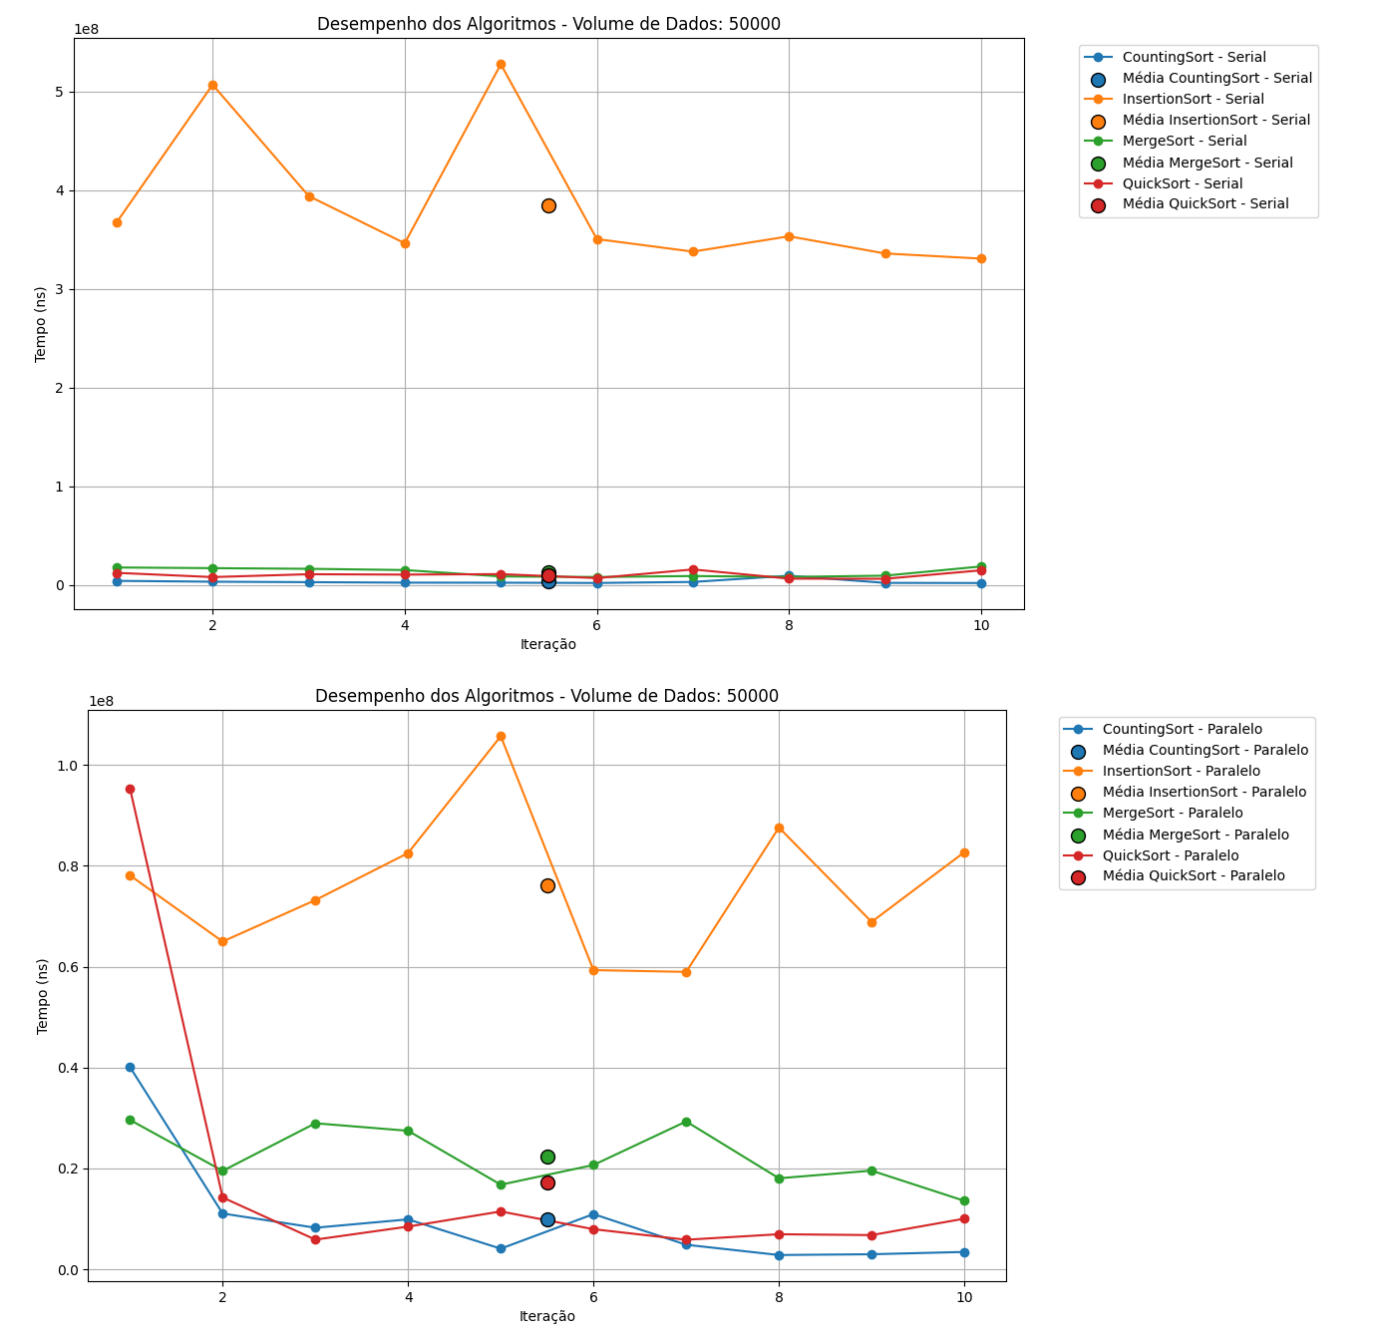 Desempenho dos Algoritmos - Volume de Dados: 50000
1e8
5
4
3
2
1
0
Tempo (ns)
2
4
6
8
10
Iteração
CountingSort - Serial
Média CountingSort - Serial
InsertionSort - Serial
Média InsertionSort - Serial
MergeSort - Serial
Média MergeSort - Serial
QuickSort - Serial
Média QuickSort - Serial
Desempenho dos Algoritmos - Volume de Dados: 50000
1e8
1.0
0.8
0.6
0.4
0.2
0.0
Tempo (ns)
2
4
6
8
10
Iteração
CountingSort - Paralelo
Média CountingSort - Paralelo
InsertionSort - Paralelo
Média InsertionSort - Paralelo
MergeSort - Paralelo
Média MergeSort - Paralelo
QuickSort - Paralelo
Média QuickSort - Paralelo